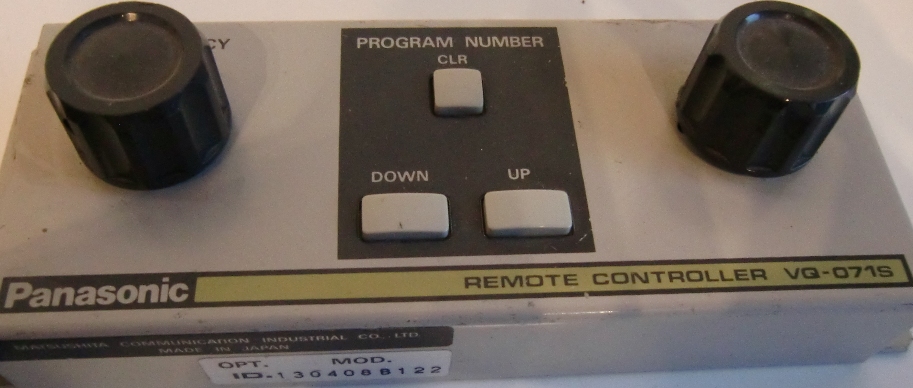 CY
PROGRAM NUMBER
CLR
DOWN UP
Panasonic REMOTE CONTROLLER VQ-071S
MATSUSHITA COMMUNICATION INDUSTRIAL CO., LTD.
MADE IN JAPAN
OPT. MOD.
ID.1304088122